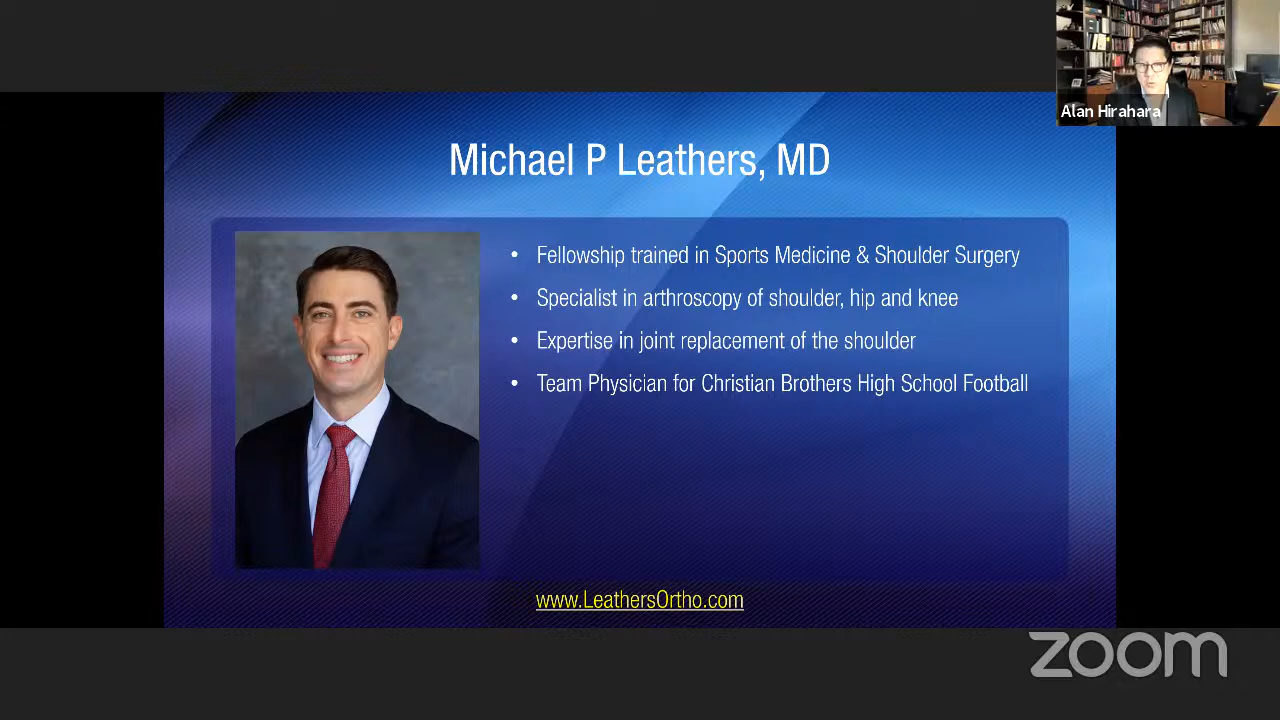 Alan Hirahara
Michael P Leathers, MD
• Fellowship trained in Sports Medicine & Shoulder Surgery
• Specialist in arthroscopy of shoulder, hip and knee
• Expertise in joint replacement of the shoulder
• Team Physician for Christian Brothers High School Football
www.LeathersOrtho.com
zoom